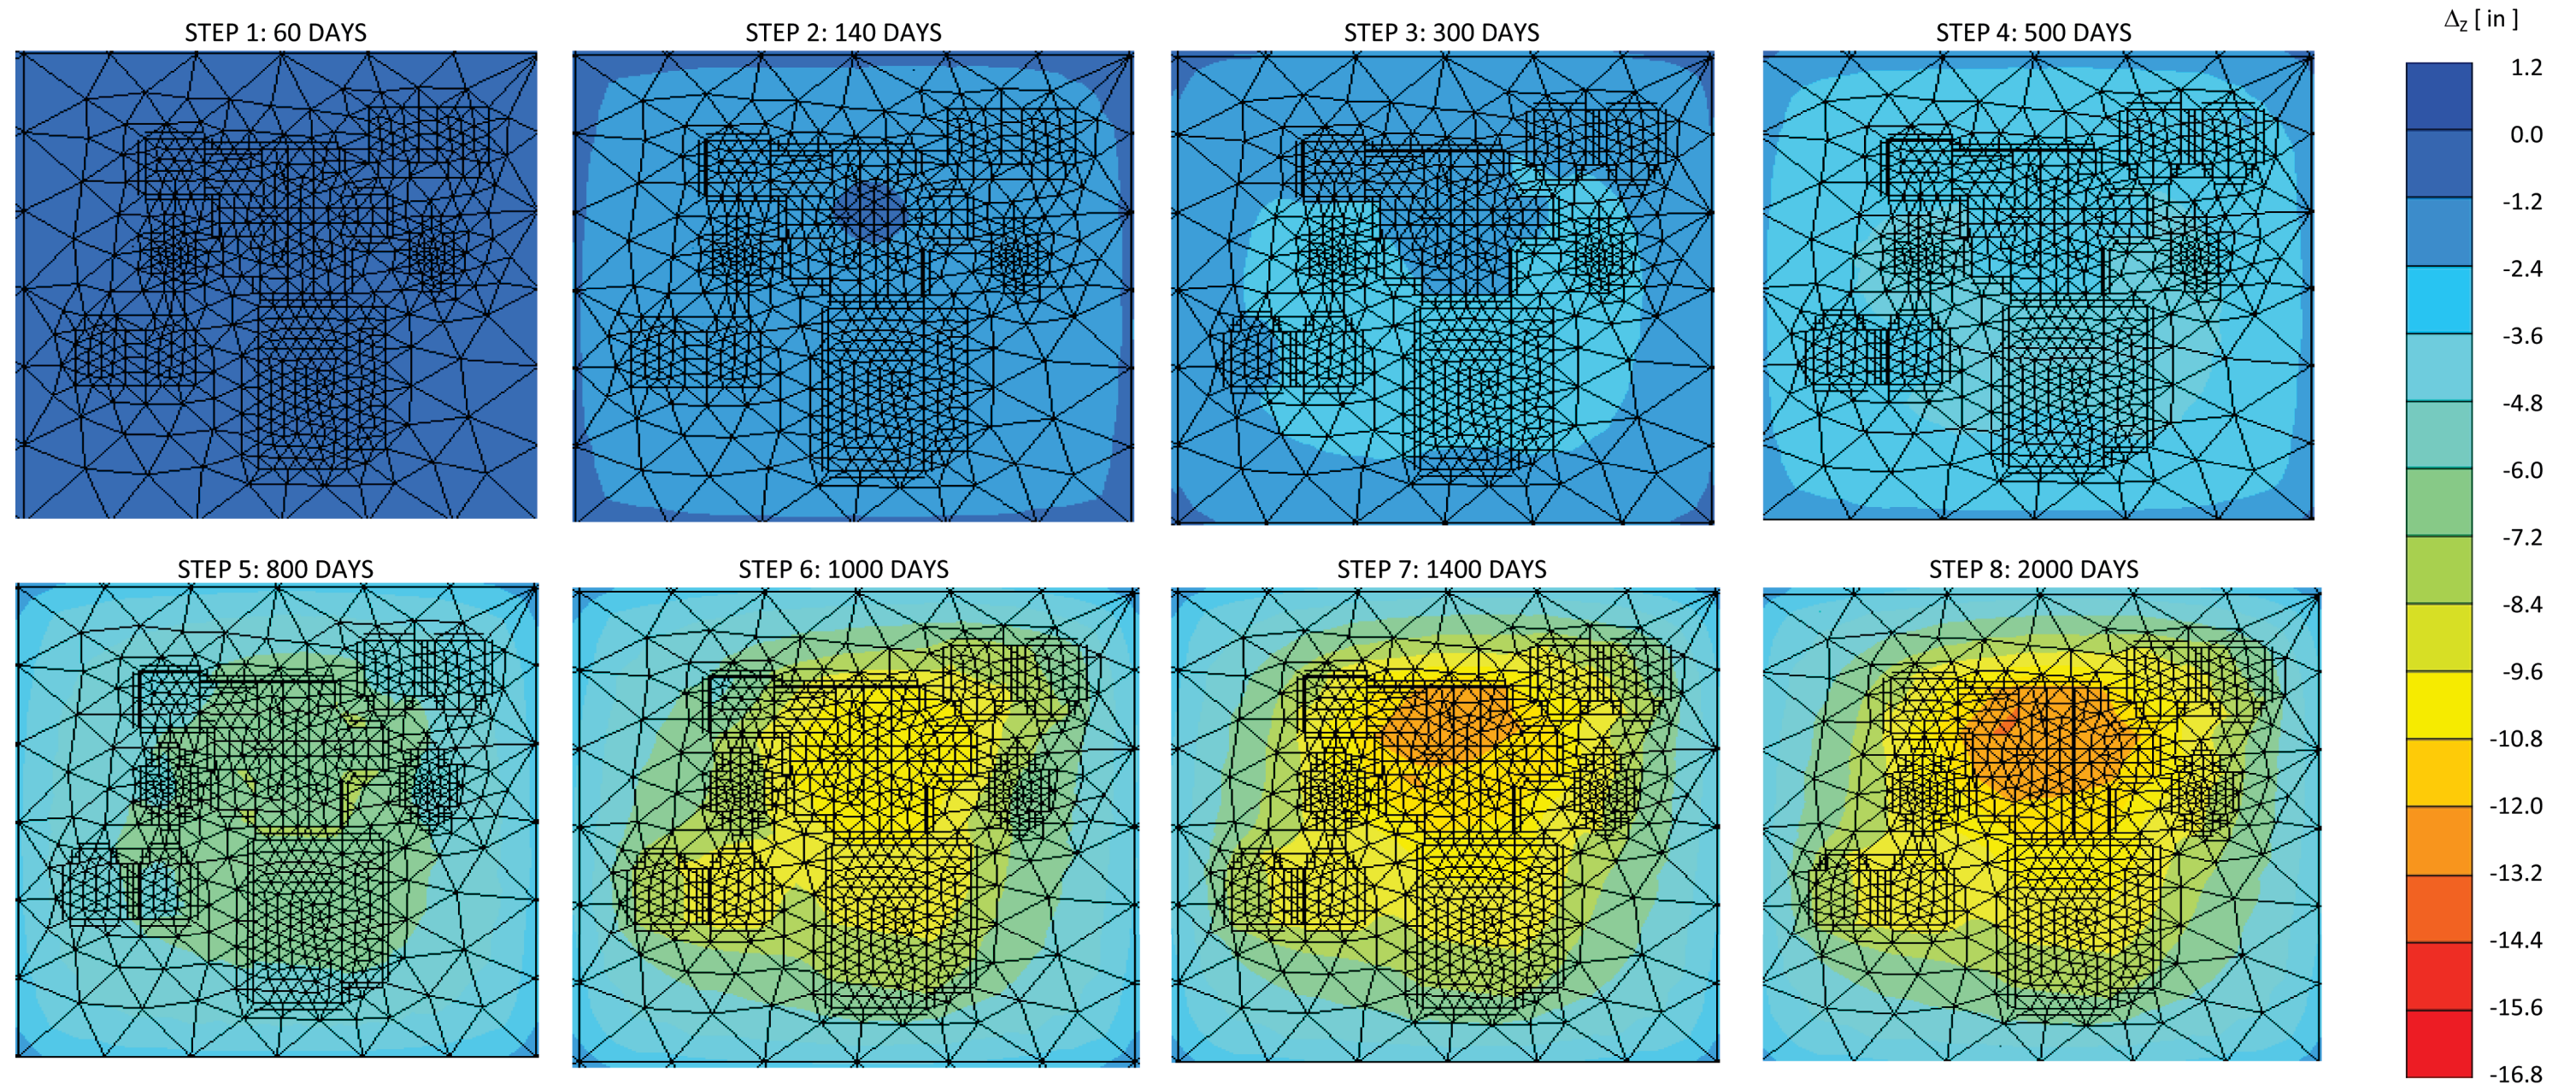 STEP 1: 60 DAYS
STEP 2: 140 DAYS
STEP 3: 300 DAYS
STEP 4: 500 DAYS
STEP 5: 800 DAYS
STEP 6: 1000 DAYS
STEP 7: 1400 DAYS
STEP 8: 2000 DAYS
Δz [ in ]
1.2
0.0
-1.2
-2.4
-3.6
-4.8
-6.0
-7.2
-8.4
-9.6
-10.8
-12.0
-13.2
-14.4
-15.6
-16.8